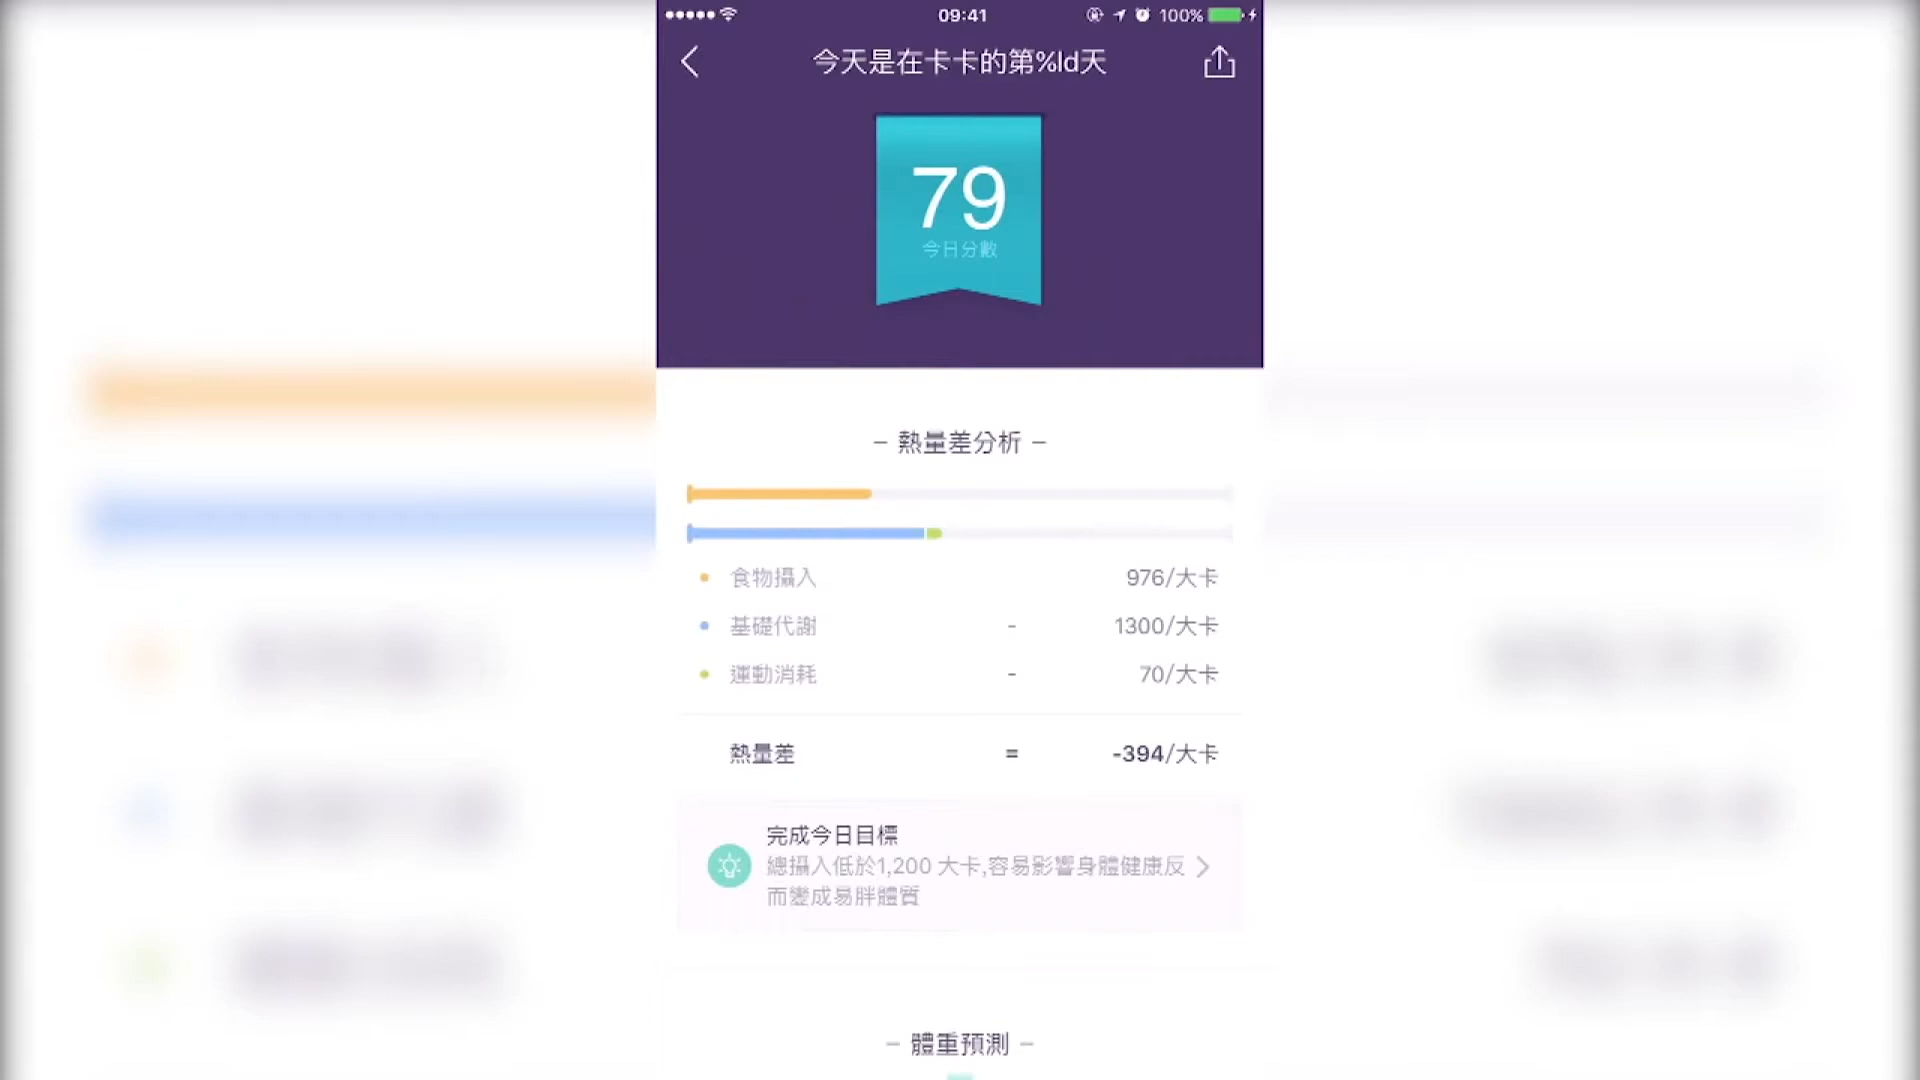 09:41 100%
今天是在卡卡的第%ld天
79
今日分數
– 熱量差分析 –
食物攝入 976/大卡
基礎代謝 - 1300/大卡
運動消耗 - 70/大卡
熱量差 = -394/大卡
完成今日目標
總攝入低於1,200 大卡,容易影響身體健康反
而變成易胖體質
– 體重預測 –